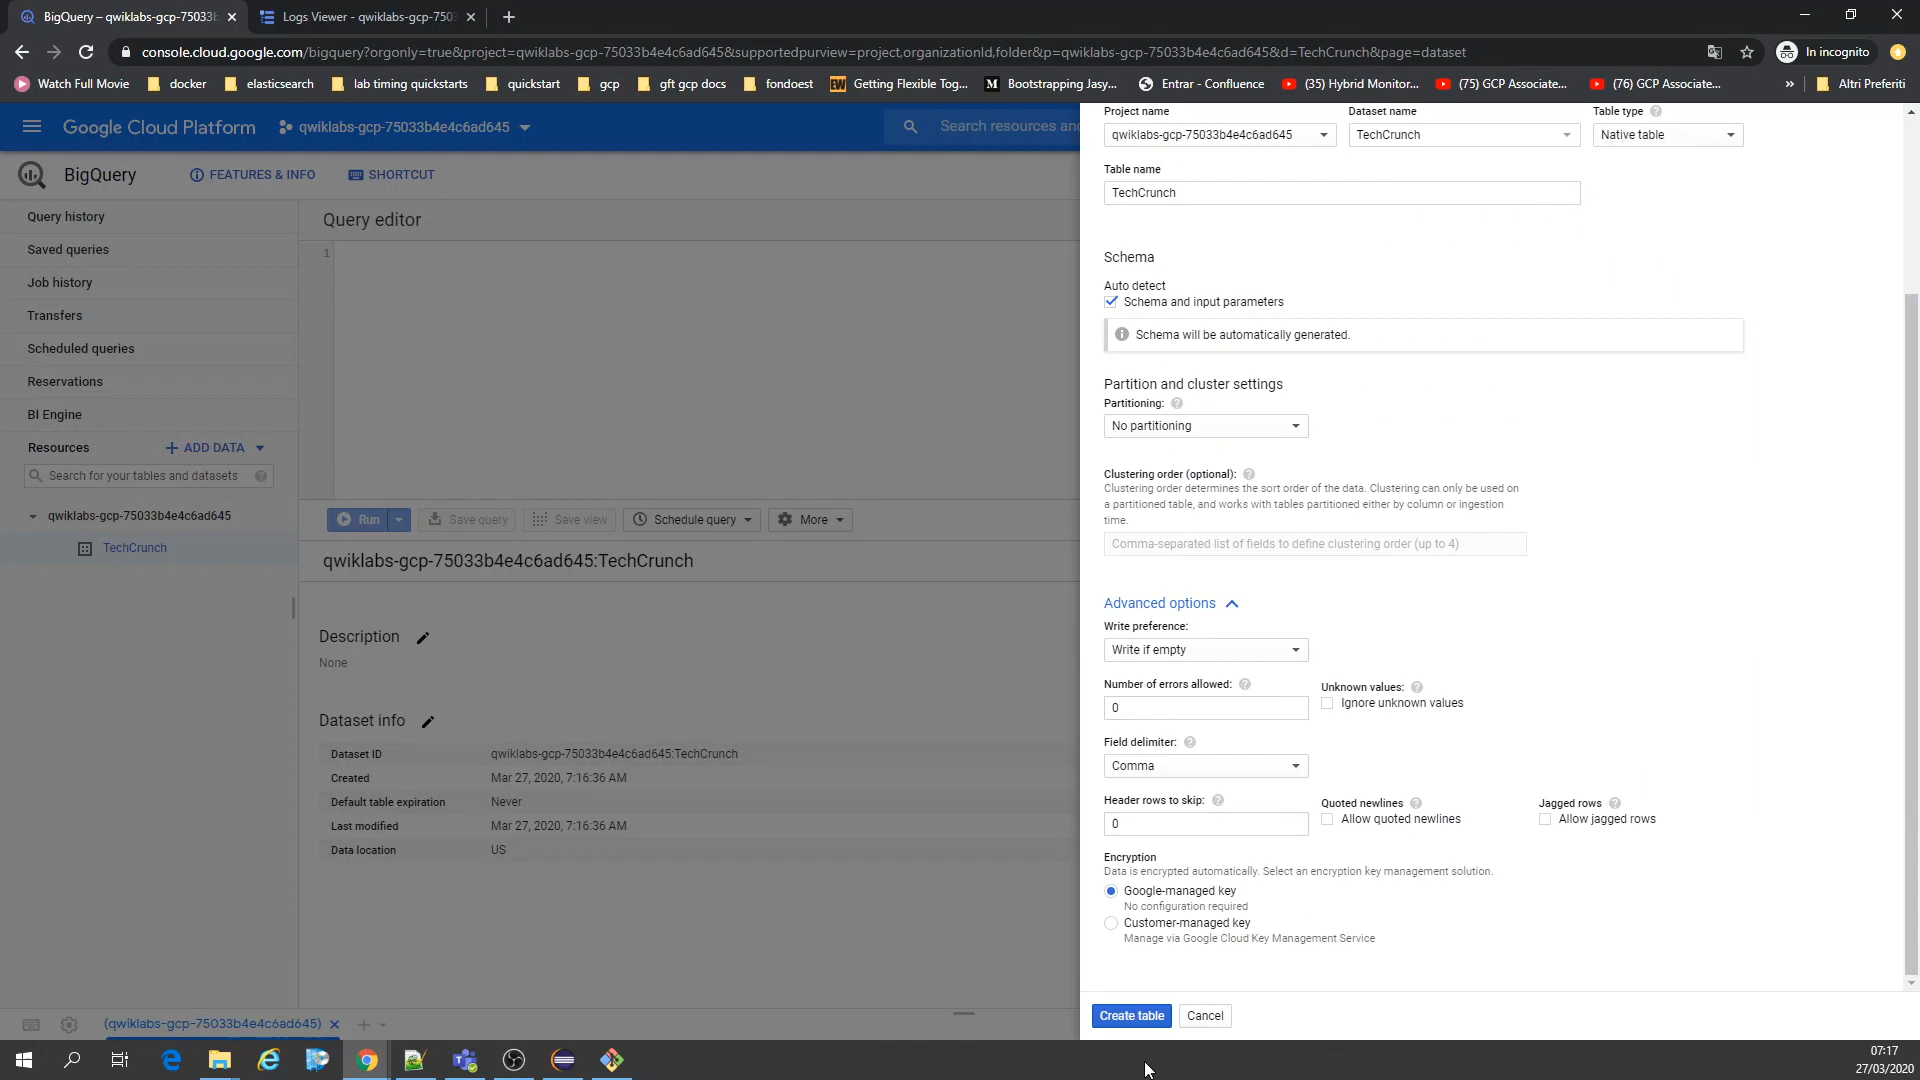 BigQuery – qwiklabs-gcp-75033b
Logs Viewer - qwiklabs-gcp-7503
console.cloud.google.com/bigquery?orgonly=true&project=qwiklabs-gcp-75033b4e4c6ad645&supportedpurview=project,organizationId,folder&p=qwiklabs-gcp-75033b4e4c6ad645&d=TechCrunch&page=dataset
In incognito
Watch Full Movie docker elasticsearch lab timing quickstarts quickstart gcp gft gcp docs fondoest Getting Flexible Tog... Bootstrapping Jasy... Entrar - Confluence (35) Hybrid Monitor... (75) GCP Associate... (76) GCP Associate... » Altri Preferiti
Google Cloud Platform
qwiklabs-gcp-75033b4e4c6ad645
Search resources an
BigQuery
FEATURES & INFO
SHORTCUT
Query history
Saved queries
Job history
Transfers
Scheduled queries
Reservations
BI Engine
Resources
+ ADD DATA
Search for your tables and datasets
qwiklabs-gcp-75033b4e4c6ad645
TechCrunch
Query editor
1
Run
Save query
Save view
Schedule query
More
qwiklabs-gcp-75033b4e4c6ad645:TechCrunch
Description
None
Dataset info
Dataset ID qwiklabs-gcp-75033b4e4c6ad645:TechCrunch
Created Mar 27, 2020, 7:16:36 AM
Default table expiration Never
Last modified Mar 27, 2020, 7:16:36 AM
Data location US
(qwiklabs-gcp-75033b4e4c6ad645)
Project name Dataset name Table type
qwiklabs-gcp-75033b4e4c6ad645 TechCrunch Native table
Table name
TechCrunch
Schema
Auto detect
Schema and input parameters
Schema will be automatically generated.
Partition and cluster settings
Partitioning:
No partitioning
Clustering order (optional):
Clustering order determines the sort order of the data. Clustering can only be used on
a partitioned table, and works with tables partitioned either by column or ingestion
time.
Comma-separated list of fields to define clustering order (up to 4)
Advanced options
Write preference:
Write if empty
Number of errors allowed: Unknown values:
0 Ignore unknown values
Field delimiter:
Comma
Header rows to skip: Quoted newlines Jagged rows
0 Allow quoted newlines Allow jagged rows
Encryption
Data is encrypted automatically. Select an encryption key management solution.
Google-managed key
No configuration required
Customer-managed key
Manage via Google Cloud Key Management Service
Create table Cancel
07:17
27/03/2020